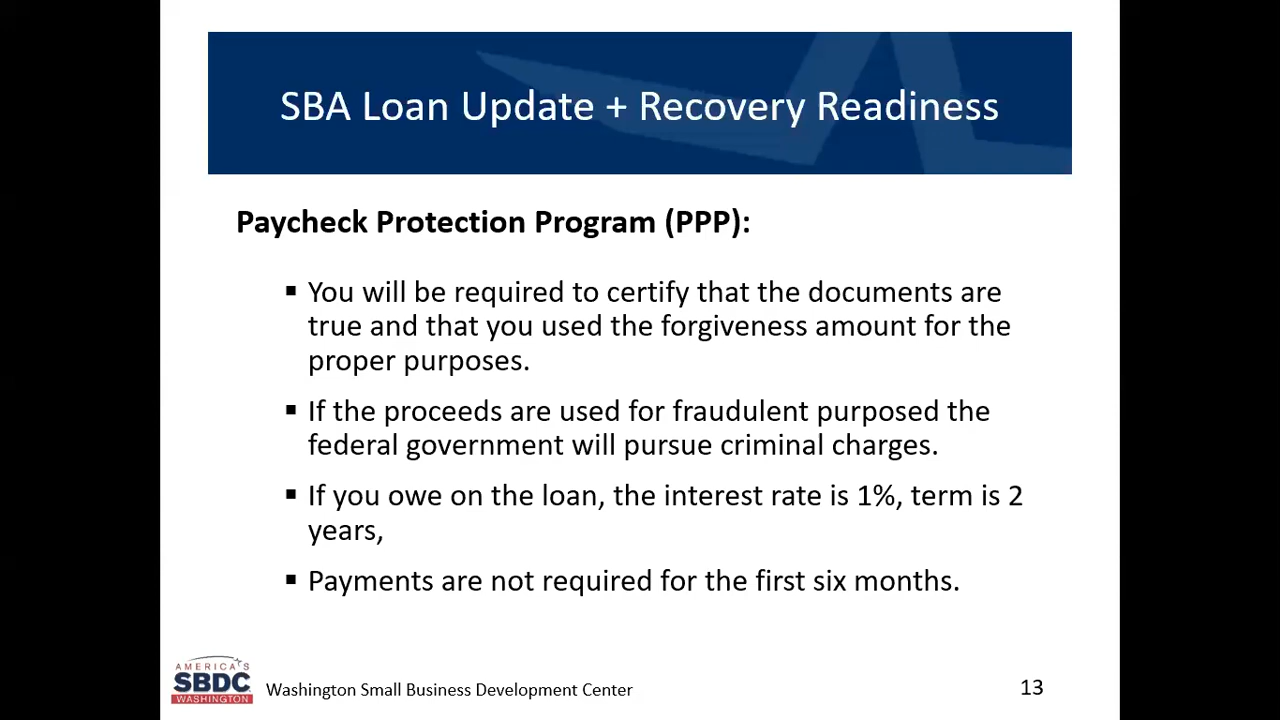 SBA Loan Update + Recovery Readiness
Paycheck Protection Program (PPP):
▪ You will be required to certify that the documents are
true and that you used the forgiveness amount for the
proper purposes.
▪ If the proceeds are used for fraudulent purposed the
federal government will pursue criminal charges.
▪ If you owe on the loan, the interest rate is 1%, term is 2
years,
▪ Payments are not required for the first six months.
AMERICA'S
SBDC
WASHINGTON
Washington Small Business Development Center
13